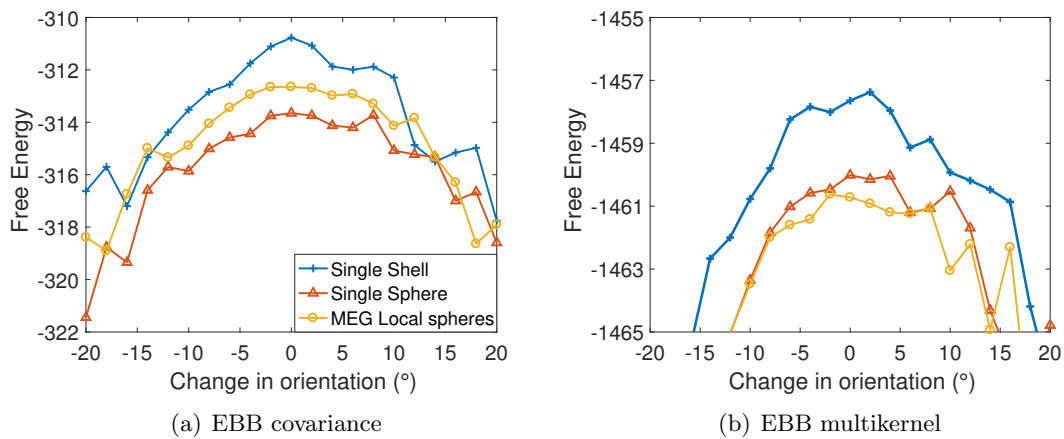 -310
-312
-314
-316
-318
-320
-322
Free Energy
-20 -15 -10 -5 0 5 10 15 20
Change in orientation (°)
Single Shell
Single Sphere
MEG Local spheres
(a) EBB covariance
-1455
-1457
-1459
-1461
-1463
-1465
Free Energy
-20 -15 -10 -5 0 5 10 15 20
Change in orientation (°)
(b) EBB multikernel